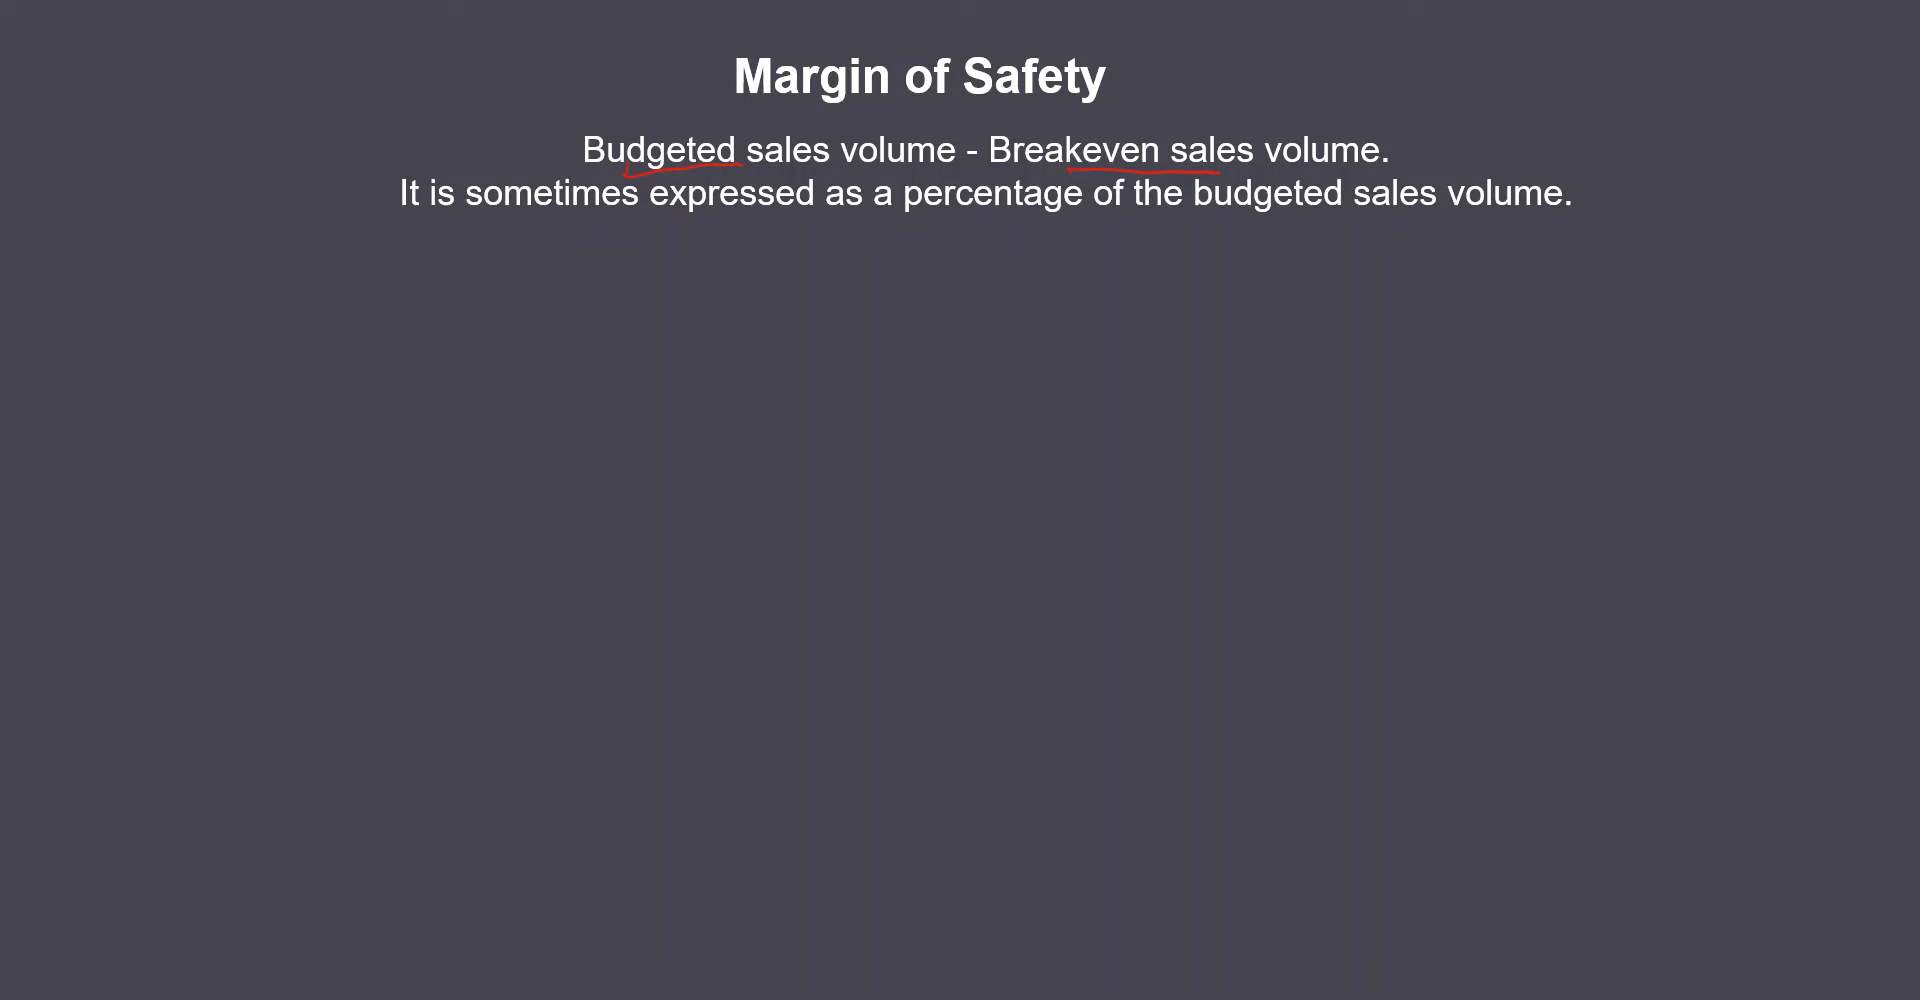 Margin of Safety
Budgeted sales volume - Breakeven sales volume.
It is sometimes expressed as a percentage of the budgeted sales volume.